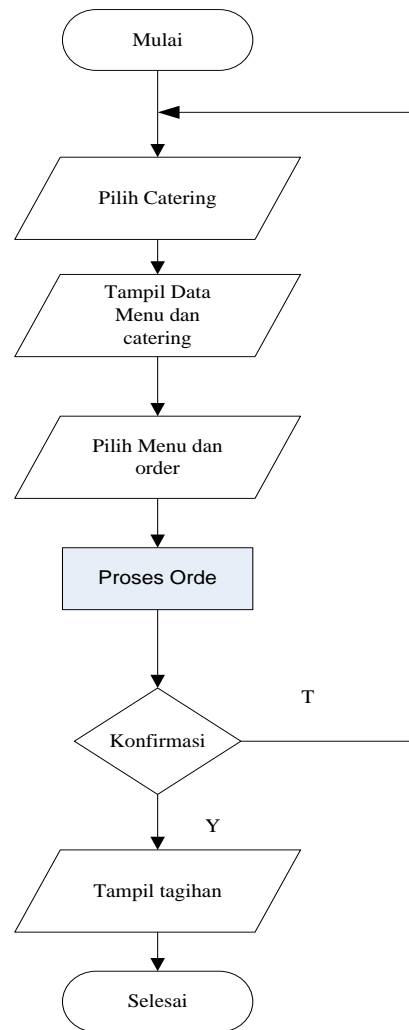 Mulai
Pilih Catering
Tampil Data
Menu dan
catering
Pilih Menu dan
order
Proses Orde
T
Konfirmasi
Y
Tampil tagihan
Selesai